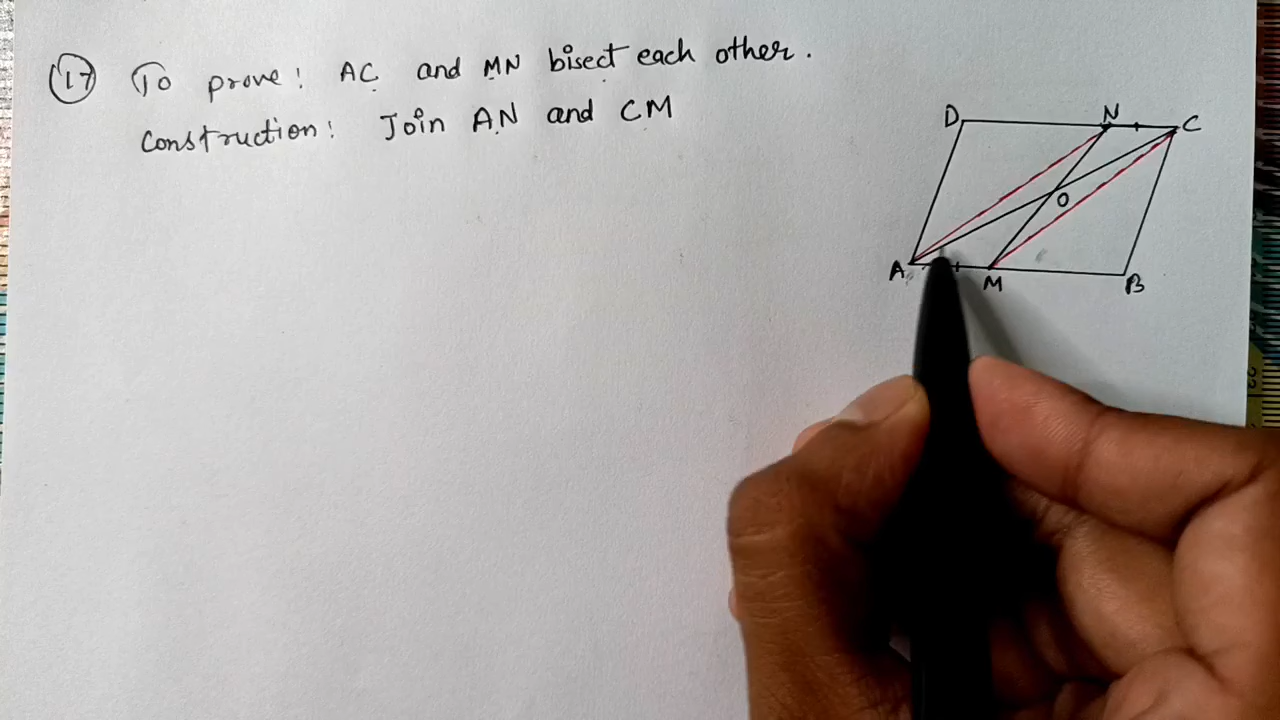 17 To prove: AC and MN bisect each other.
Construction: Join AN and CM
D N C
O
A M B